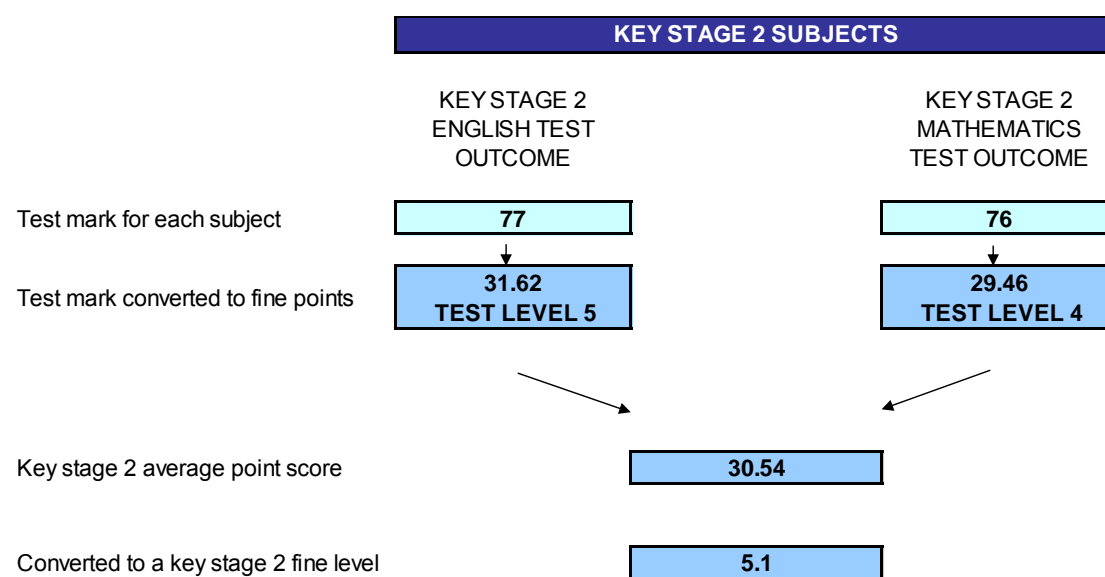 KEY STAGE 2 SUBJECTS
KEY STAGE 2
ENGLISH TEST
OUTCOME
KEY STAGE 2
MATHEMATICS
TEST OUTCOME
Test mark for each subject
77
76
Test mark converted to fine points
31.62
TEST LEVEL 5
29.46
TEST LEVEL 4
Key stage 2 average point score
30.54
Converted to a key stage 2 fine level
5.1